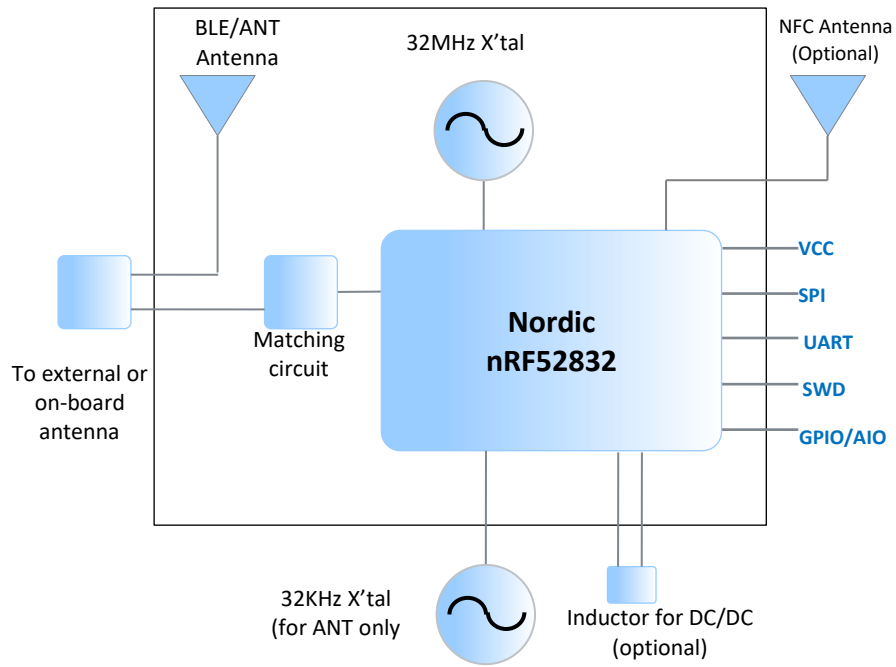 BLE/ANT
Antenna
32MHz X’tal
NFC Antenna
(Optional)
VCC
SPI
UART
SWD
GPIO/AIO
Nordic
nRF52832
Matching
circuit
To external or
on-board
antenna
32KHz X’tal
(for ANT only
Inductor for DC/DC
(optional)